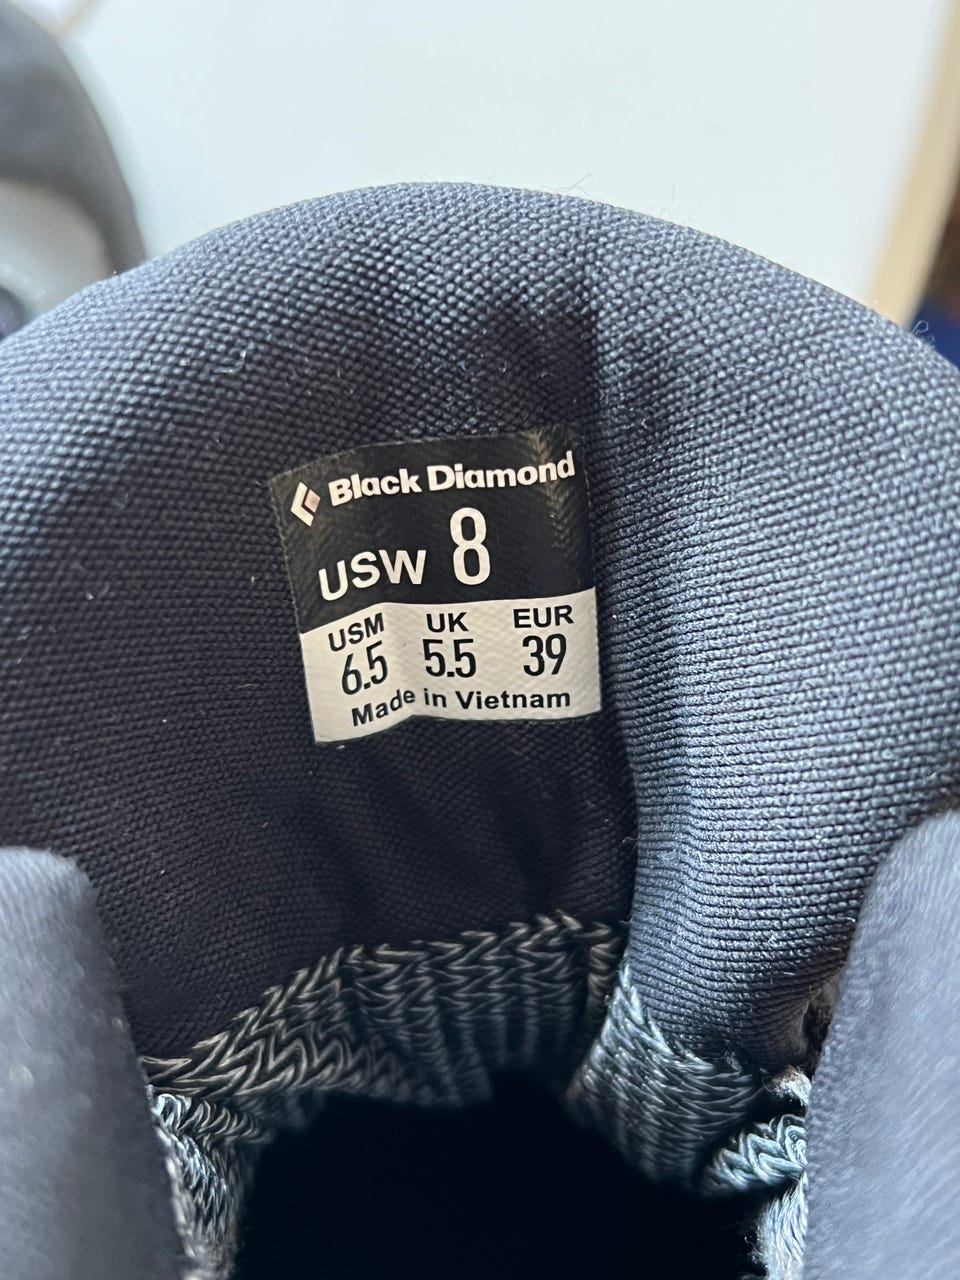 Black Diamond
USW 8
USM UK EUR
6.5 5.5 39
Made in Vietnam